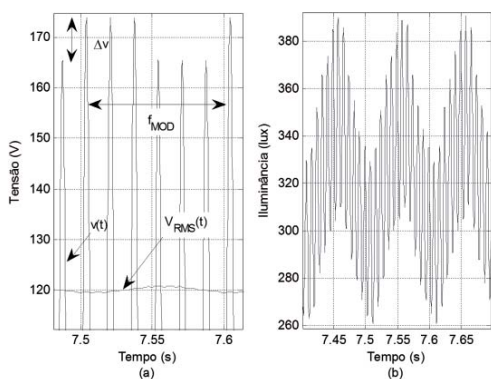 170
160
150
140
130
120
Tensão (V)
Δv
f_MOD
v(t)
V_RMS(t)
7.5
7.55
7.6
Tempo (s)
(a)
380
360
340
320
300
280
260
Iluminância (lux)
7.45
7.5
7.55
7.6
7.65
Tempo (s)
(b)